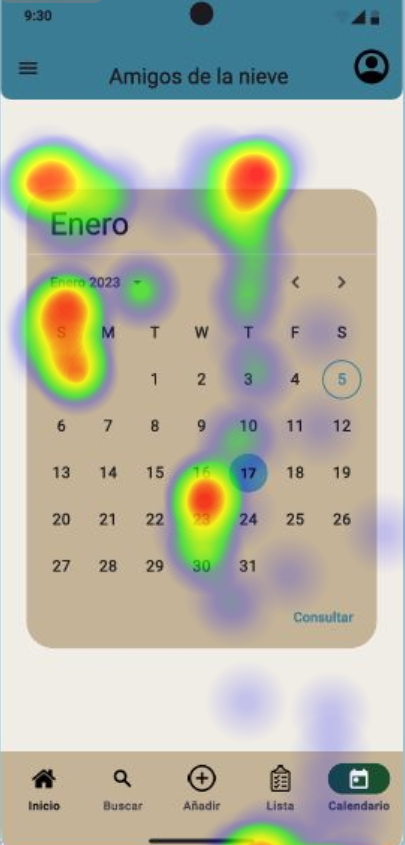 9:30
Amigos de la nieve
Enero
Enero 2023
S M T W T F S
1 2 3 4 5
6 7 8 9 10 11 12
13 14 15 16 17 18 19
20 21 22 23 24 25 26
27 28 29 30 31
Consultar
Inicio Buscar Añadir Lista Calendario